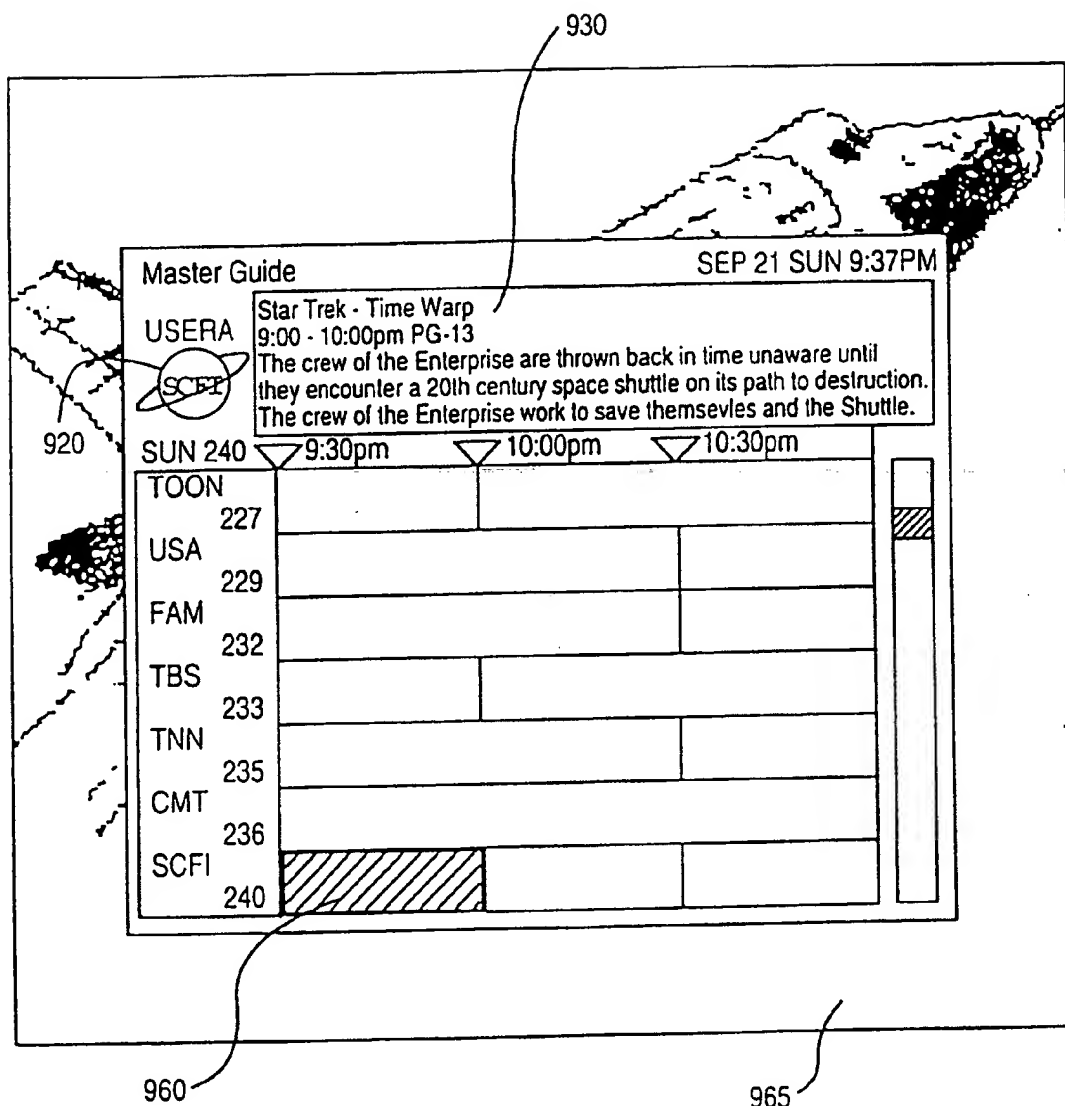 930
Master Guide
SEP 21 SUN 9:37PM
USERA
SCFI
920
Star Trek - Time Warp
9:00 - 10:00pm PG-13
The crew of the Enterprise are thrown back in time unaware until
they encounter a 20th century space shuttle on its path to destruction.
The crew of the Enterprise work to save themsevles and the Shuttle.
SUN 240 9:30pm 10:00pm 10:30pm
TOON
227
USA
229
FAM
232
TBS
233
TNN
235
CMT
236
SCFI
240
960
965